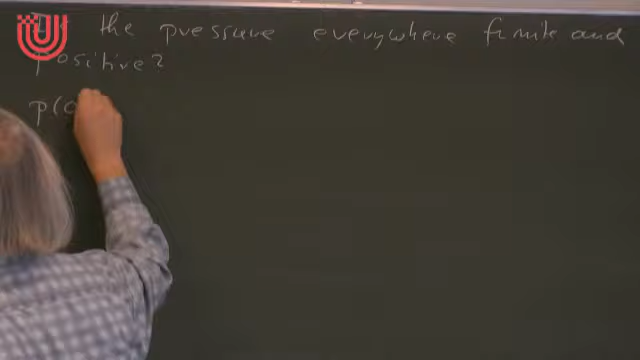 the pressure everywhere finite and
positive?
p(0